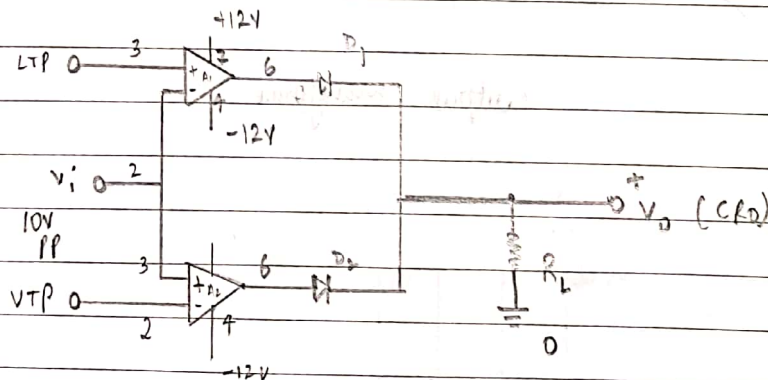 +12V
LTP 3 + A1 - 2 6 D1
4
-12V
Vi 2
10V
PP
+ Vo (CRO)
3 + A2 - 6 D2
VTP 2 4
RL
0
-12V